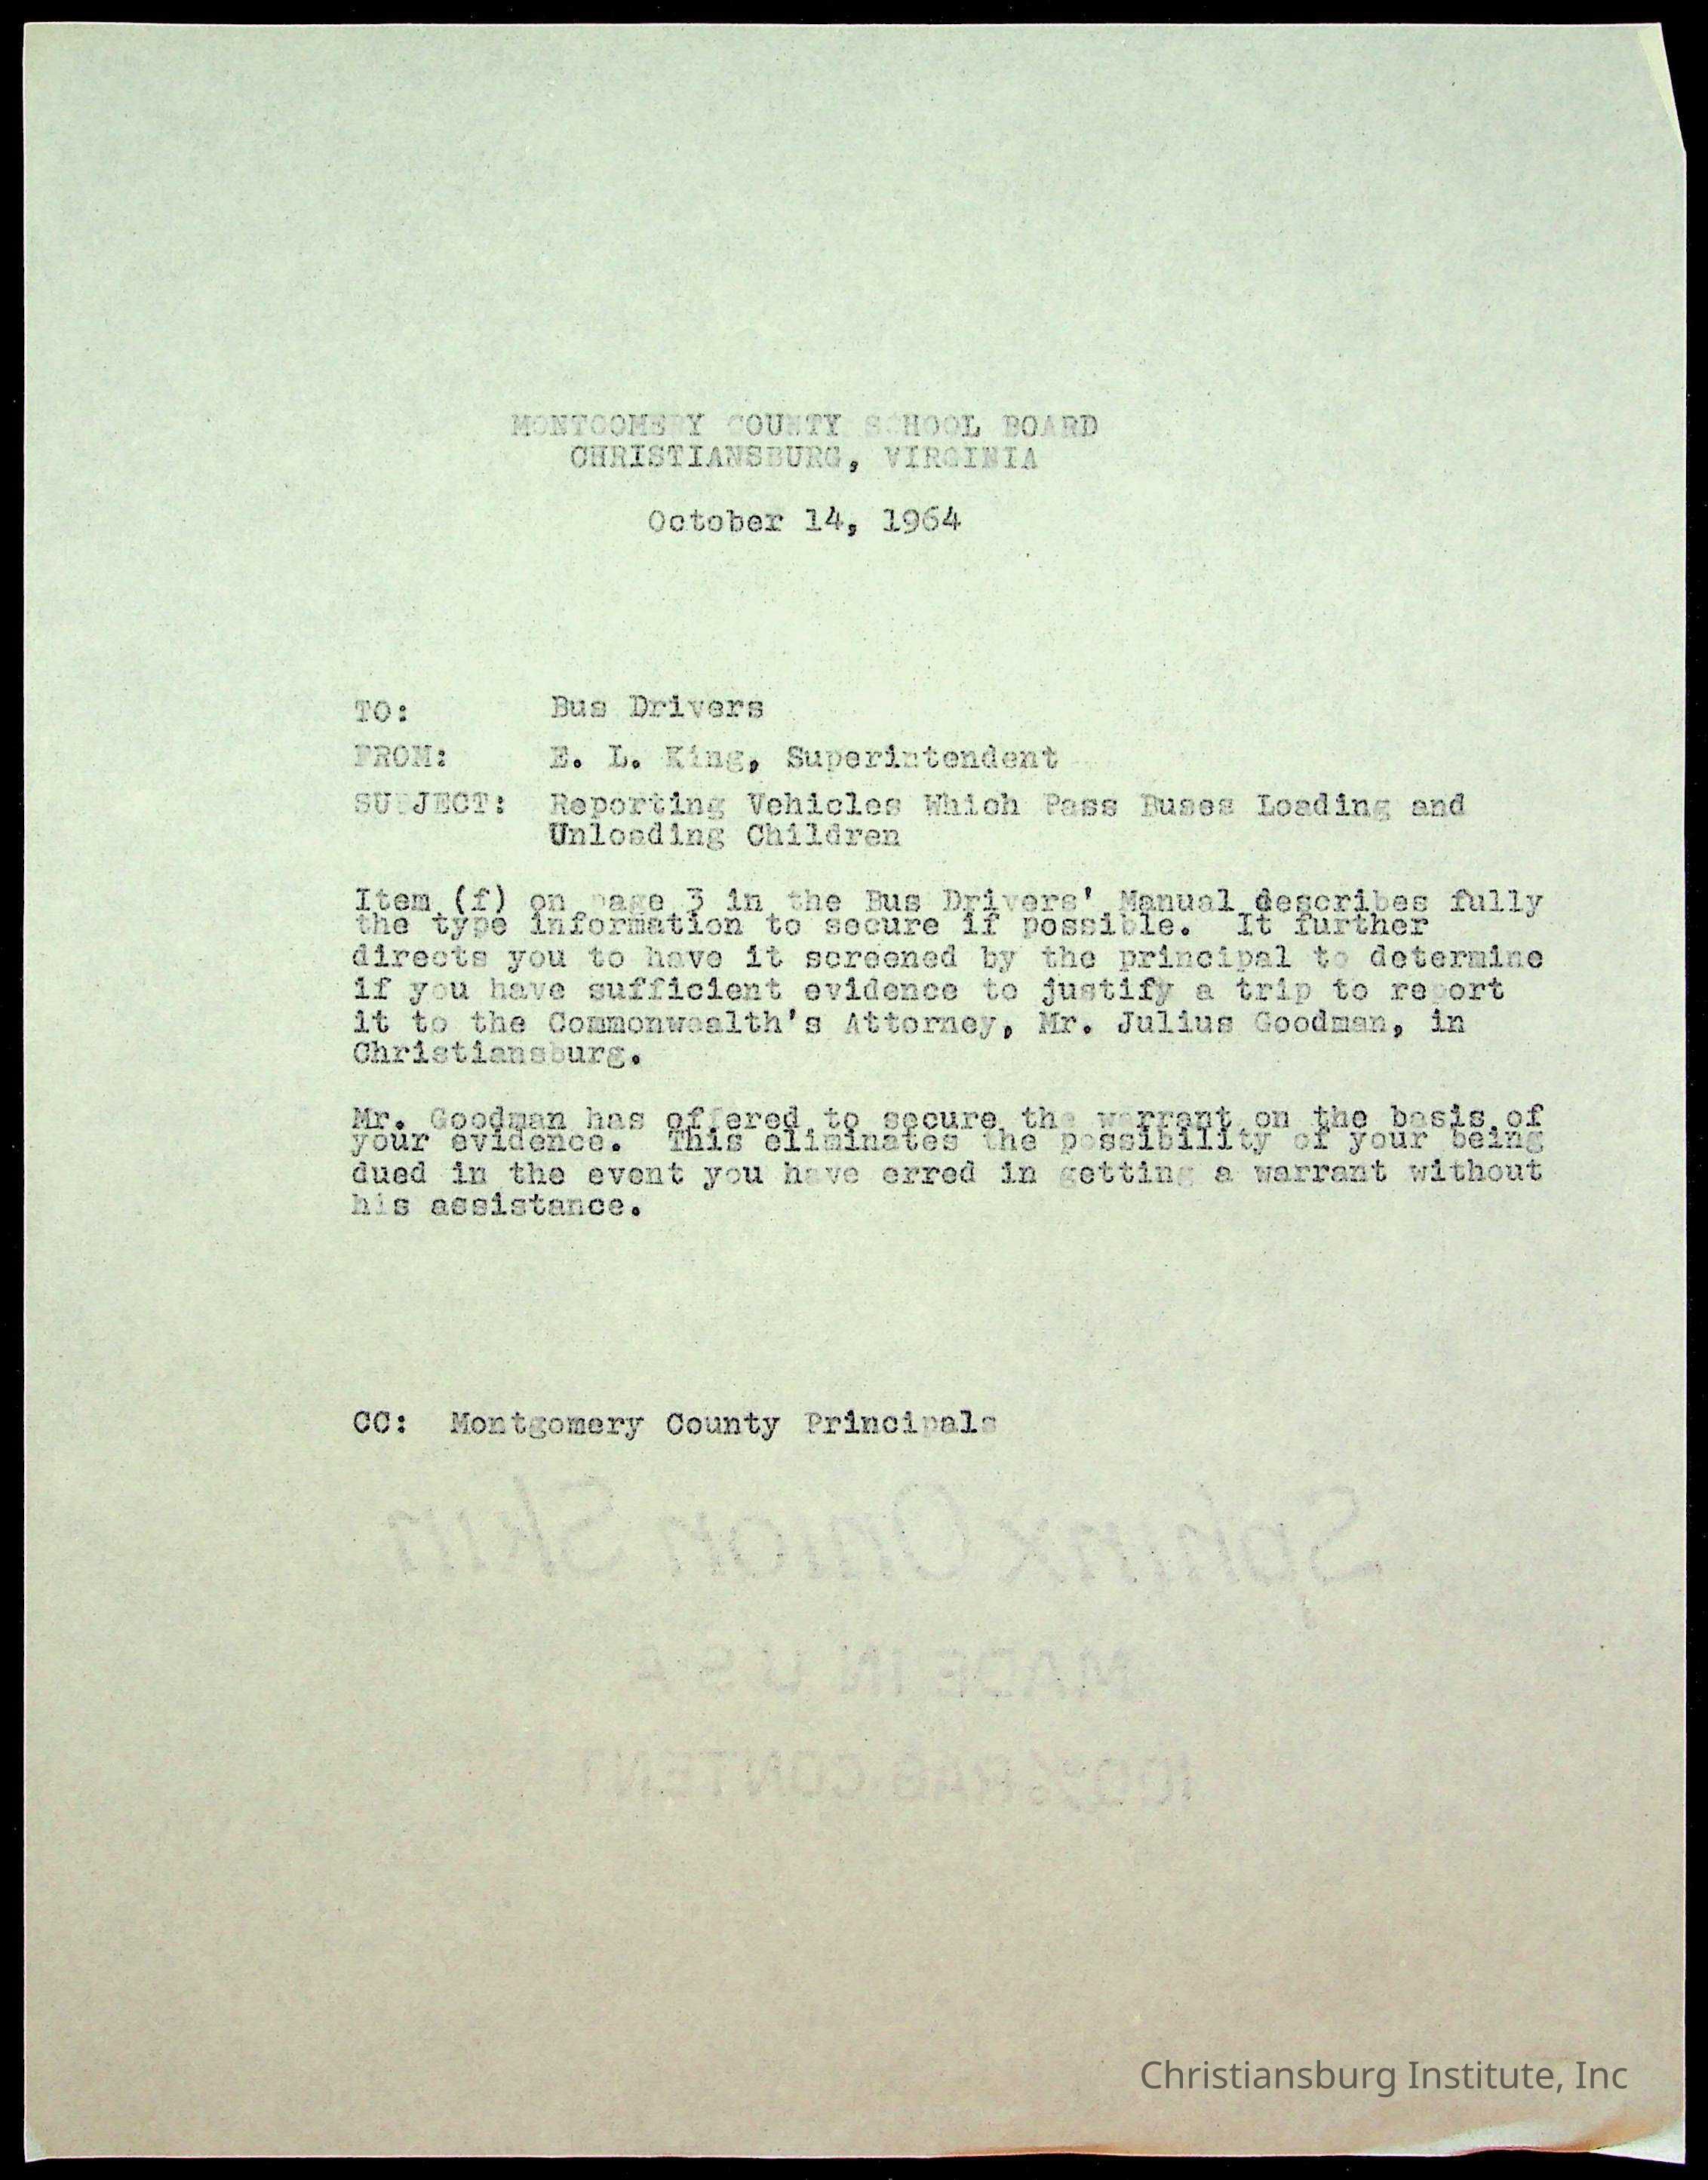 MONTGOMERY COUNTY SCHOOL BOARD
CHRISTIANSBURG, VIRGINIA
October 14, 1964
TO: Bus Drivers
FROM: E. L. King, Superintendent
SUBJECT: Reporting Vehicles Which Pass Buses Loading and
Unloading Children
Item (f) on page 3 in the Bus Drivers' Manual describes fully
the type information to secure if possible. It further
directs you to have it screened by the principal to determine
if you have sufficient evidence to justify a trip to report
it to the Commonwealth's Attorney, Mr. Julius Goodman, in
Christiansburg.
Mr. Goodman has offered to secure the warrant on the basis of
your evidence. This eliminates the possibility of your being
dued in the event you have erred in getting a warrant without
his assistance.
CC: Montgomery County Principals
Sphinx Onion Skin
MADE IN U S A
100% RAG CONTENT
Christiansburg Institute, Inc